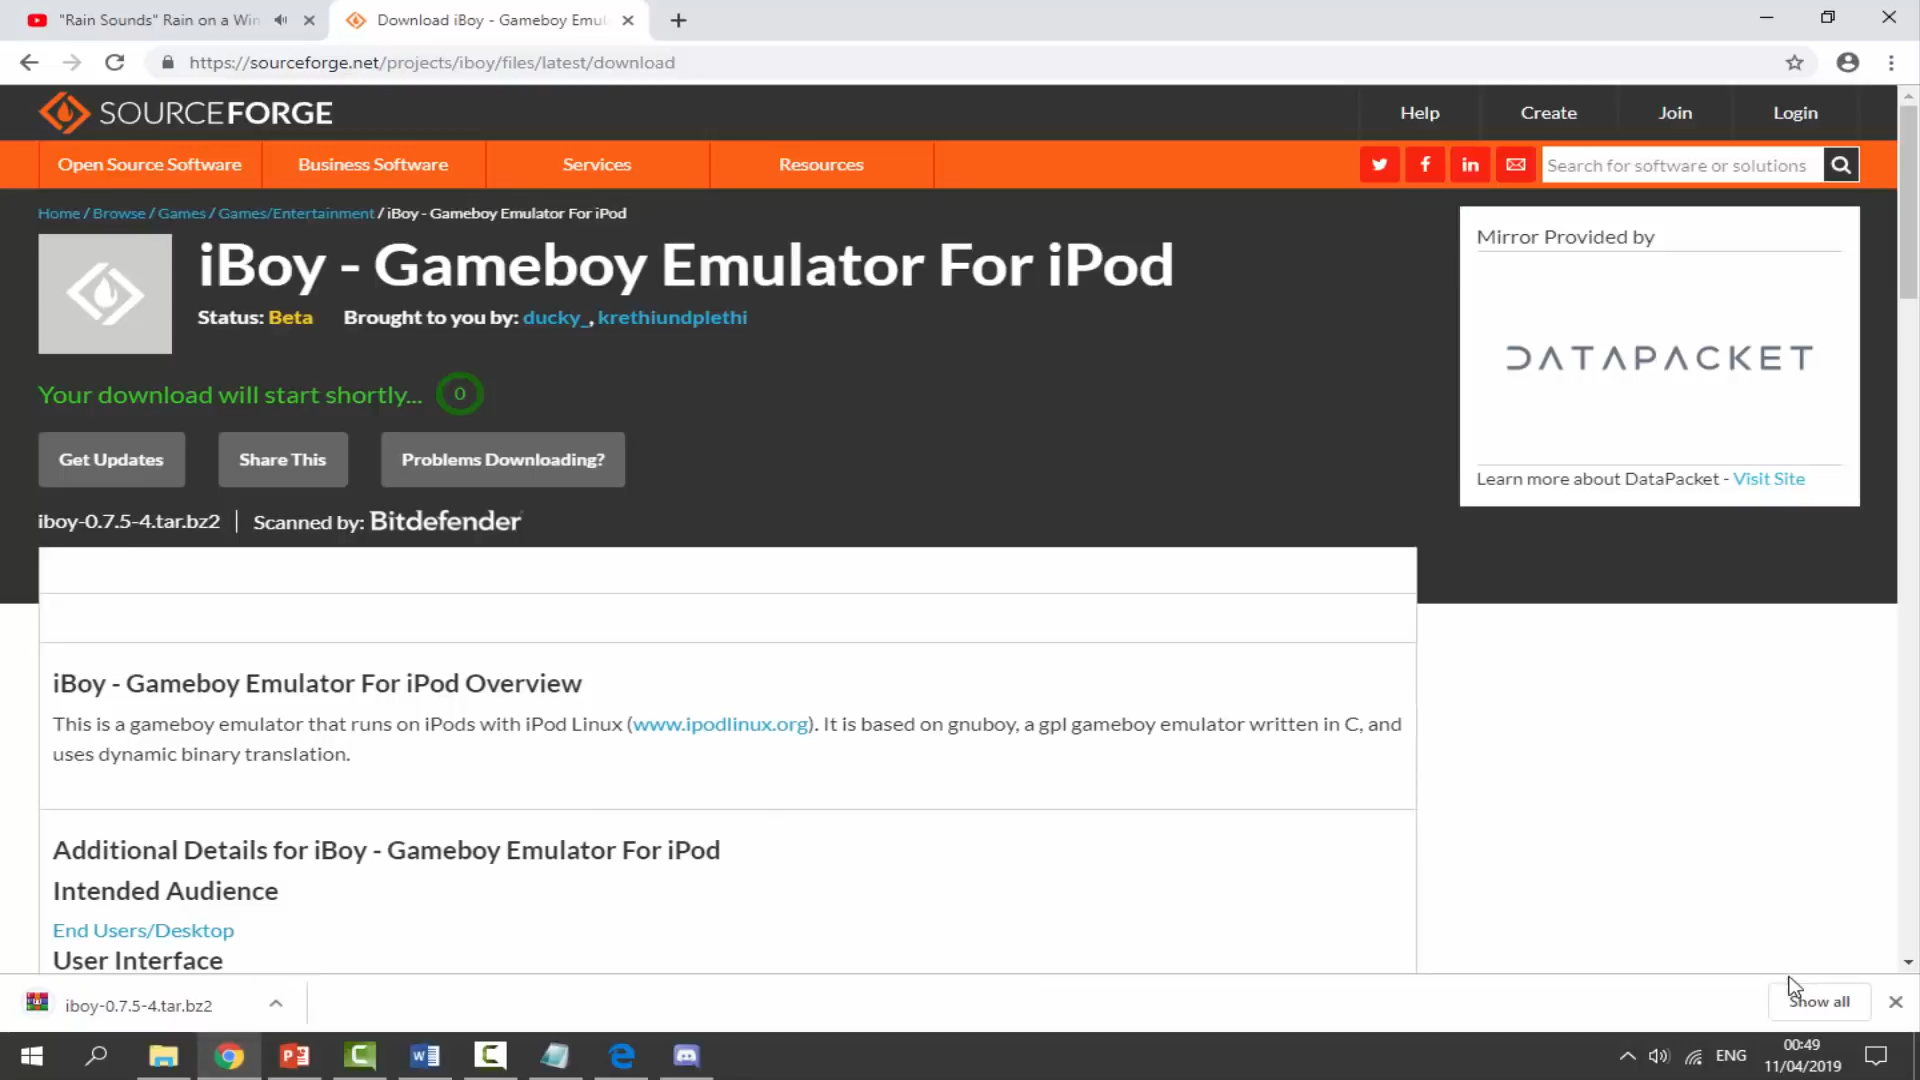 "Rain Sounds" Rain on a Win
Download iBoy - Gameboy Emul
https://sourceforge.net/projects/iboy/files/latest/download
SOURCEFORGE
Help
Create
Join
Login
Open Source Software
Business Software
Services
Resources
Search for software or solutions
Home / Browse / Games / Games/Entertainment / iBoy - Gameboy Emulator For iPod
iBoy - Gameboy Emulator For iPod
Status: Beta Brought to you by: ducky_, krethiundplethi
Mirror Provided by
DATAPACKET
Learn more about DataPacket - Visit Site
Your download will start shortly... 0
Get Updates
Share This
Problems Downloading?
iboy-0.7.5-4.tar.bz2 | Scanned by: Bitdefender
iBoy - Gameboy Emulator For iPod Overview
This is a gameboy emulator that runs on iPods with iPod Linux (www.ipodlinux.org). It is based on gnuboy, a gpl gameboy emulator written in C, and
uses dynamic binary translation.
Additional Details for iBoy - Gameboy Emulator For iPod
Intended Audience
End Users/Desktop
User Interface
iboy-0.7.5-4.tar.bz2
Show all
ENG
00:49
11/04/2019